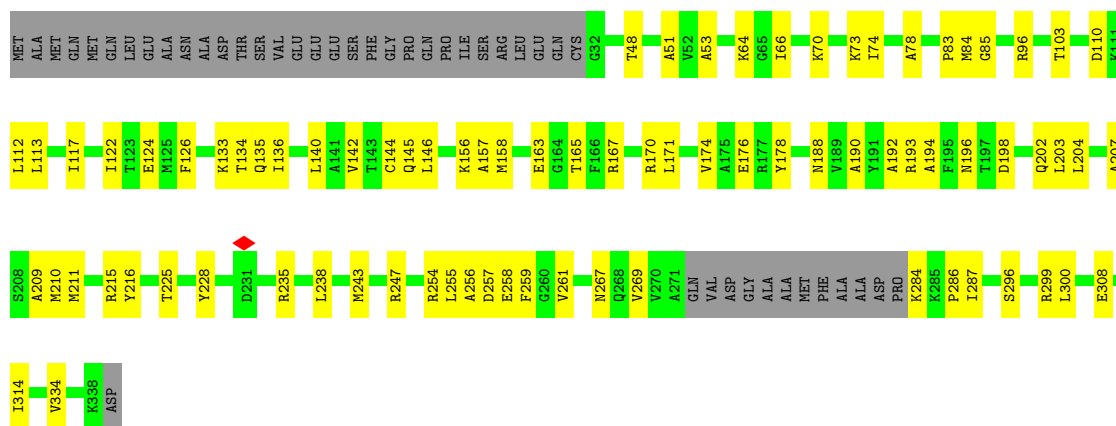 MET ALA MET GLN MET GLN LEU GLU ALA ASN ALA ASP THR SER VAL GLU GLU GLU SER PHE GLY PRO GLN PRO ILE SER ARG LEU GLU GLN CYS G32 T48 A51 V52 A53 K64 G65 I66 K70 K73 I74 A78 P83 M84 G85 R96 T103 D110 K111
L112 L113 I117 I122 T123 E124 M125 F126 K133 T134 Q135 I136 L140 A141 V142 T143 C144 Q145 L146 K156 A157 M158 E163 G164 T165 F166 R167 R170 L171 V174 A175 E176 R177 Y178 N188 V189 A190 Y191 A192 R193 A194 F195 N196 T197 D198 Q202 L203 L204 A207
S208 A209 M210 M211 R215 Y216 T225 Y228 D231 R235 L238 M243 R247 R254 L255 A256 D257 E258 F259 G260 V261 N267 Q268 V269 V270 A271 GLN VAL ASP GLY ALA ALA MET PHE ALA ALA ASP PRO K284 K285 P286 I287 S296 R299 L300 E308
I314 V334 K338 ASP